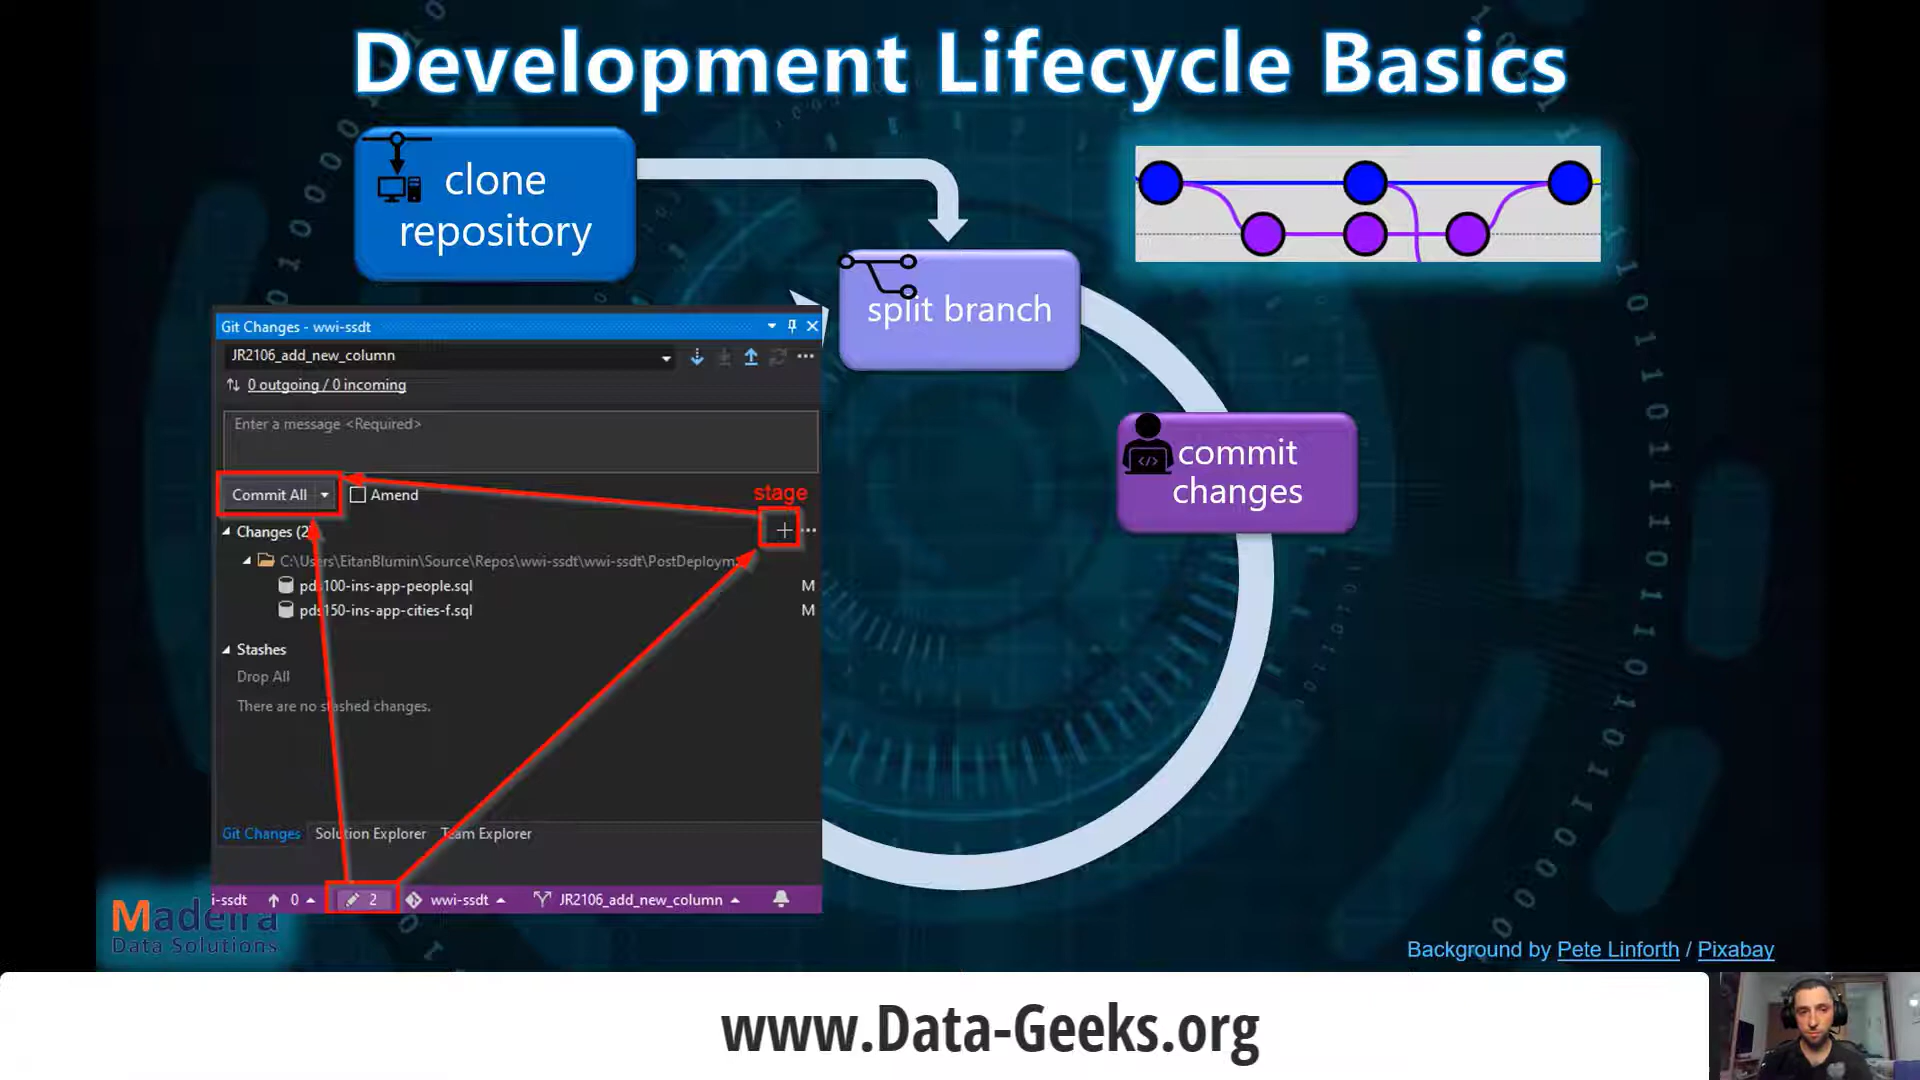 Development Lifecycle Basics
clone
repository
split branch
commit
changes
Git Changes - wwi-ssdt
JR2106_add_new_column
0 outgoing / 0 incoming
Enter a message <Required>
Commit All
Amend
stage
Changes (2)
C:\Users\EitanBlumin\Source\Repos\wwi-ssdt\wwi-ssdt\PostDeploym
pds100-ins-app-people.sql M
pds150-ins-app-cities-f.sql M
Stashes
Drop All
There are no stashed changes.
Git Changes Solution Explorer Team Explorer
i-ssdt 0 2 wwi-ssdt JR2106_add_new_column
Madeira
Data Solutions
Background by Pete Linforth / Pixabay
www.Data-Geeks.org